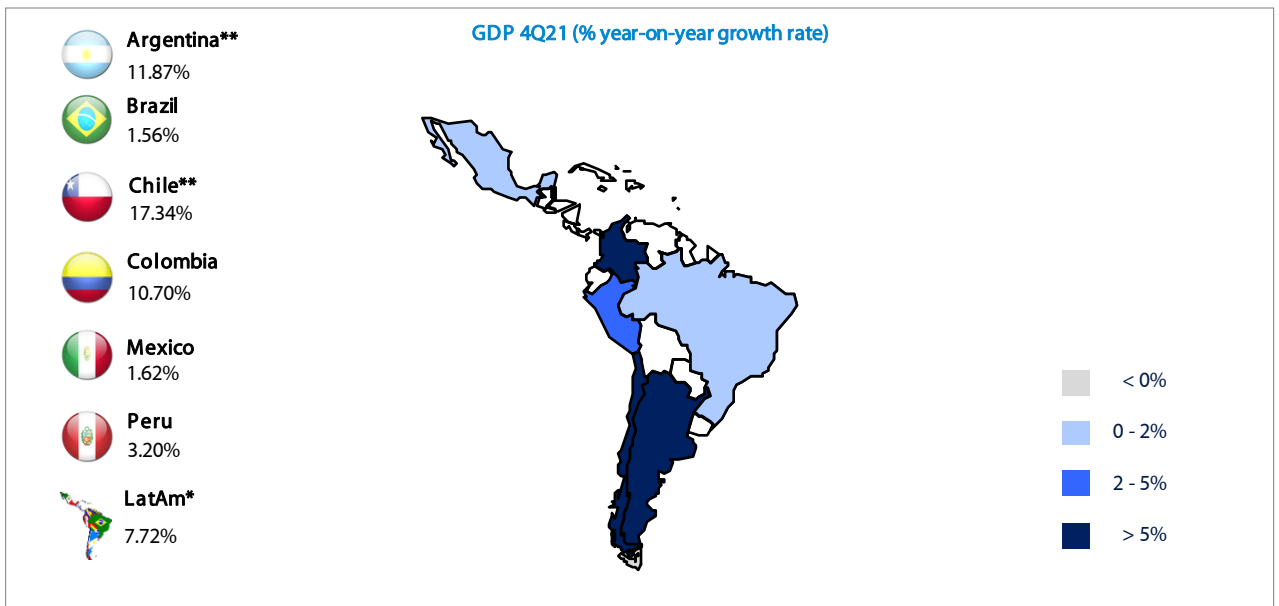 GDP 4Q21 (% year-on-year growth rate)
Argentina**
11.87%
Brazil
1.56%
Chile**
17.34%
Colombia
10.70%
Mexico
1.62%
Peru
3.20%
LatAm*
7.72%
< 0%
0 - 2%
2 - 5%
> 5%